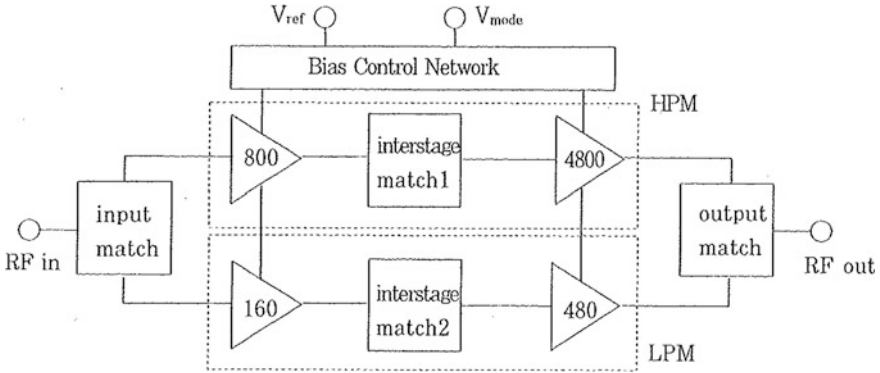 Vref
Vmode
Bias Control Network
HPM
800
interstage
match1
4800
input
match
output
match
RF in
RF out
160
interstage
match2
480
LPM